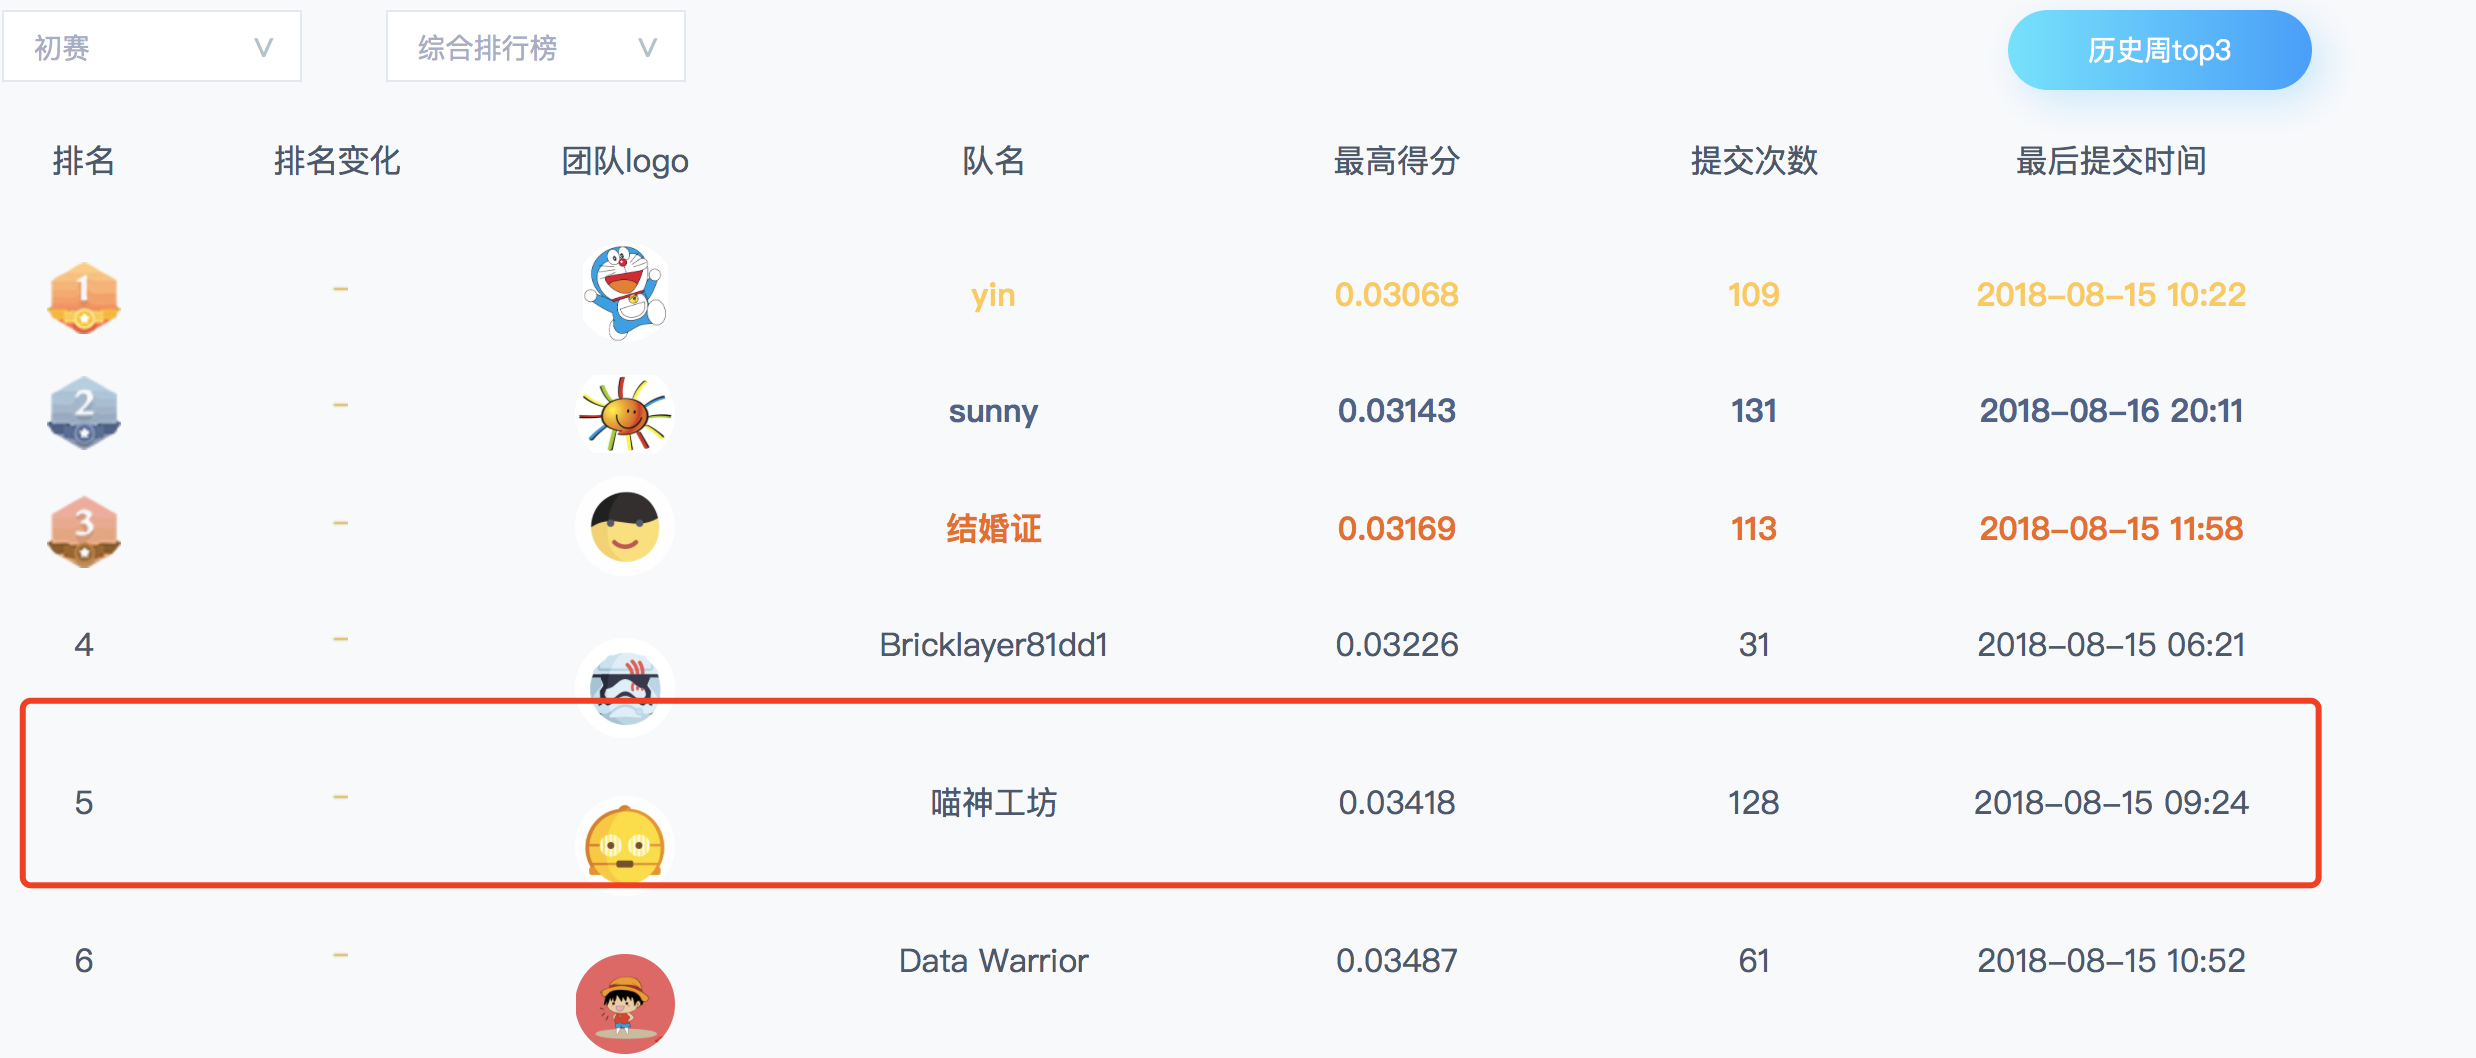 初赛 V 综合排行榜 V 历史周top3
排名 排名变化 团队logo 队名 最高得分 提交次数 最后提交时间
1 – yin 0.03068 109 2018-08-15 10:22
2 – sunny 0.03143 131 2018-08-16 20:11
3 – 结婚证 0.03169 113 2018-08-15 11:58
4 – Bricklayer81dd1 0.03226 31 2018-08-15 06:21
5 – 喵神工坊 0.03418 128 2018-08-15 09:24
6 – Data Warrior 0.03487 61 2018-08-15 10:52